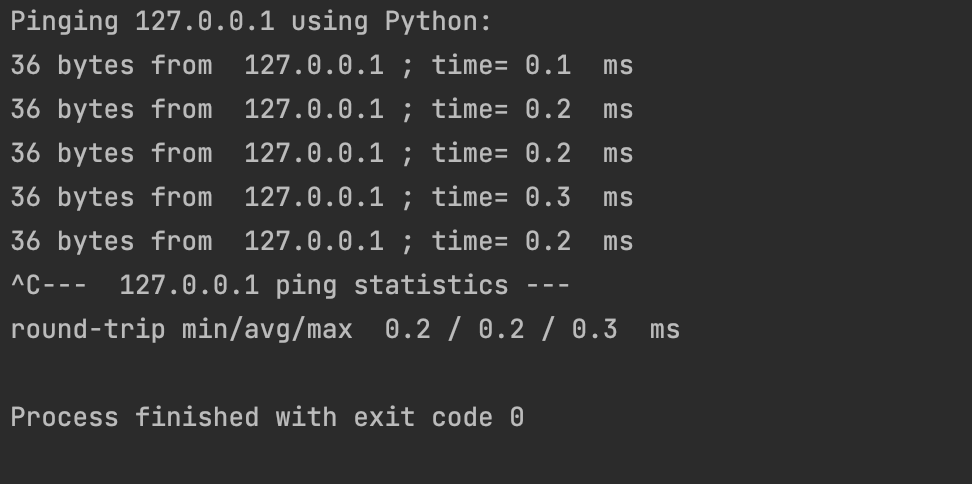 Pinging 127.0.0.1 using Python:
36 bytes from  127.0.0.1 ; time= 0.1  ms
36 bytes from  127.0.0.1 ; time= 0.2  ms
36 bytes from  127.0.0.1 ; time= 0.2  ms
36 bytes from  127.0.0.1 ; time= 0.3  ms
36 bytes from  127.0.0.1 ; time= 0.2  ms
^C---  127.0.0.1 ping statistics ---
round-trip min/avg/max  0.2 / 0.2 / 0.3  ms
Process finished with exit code 0